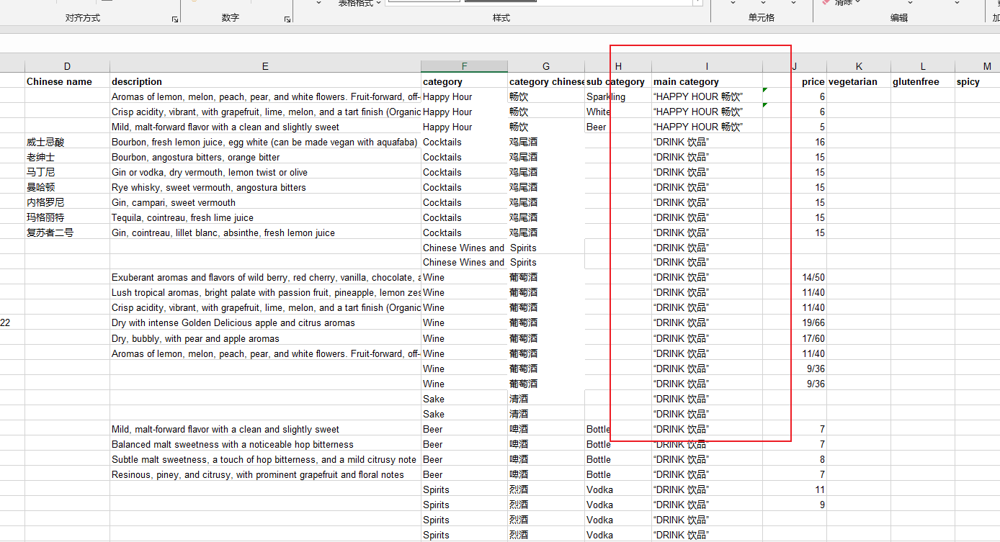 表格格式 清除
对齐方式 数字 样式 单元格 编辑
D E F G H I J K L M
Chinese name description category category chinese sub category main category price vegetarian glutenfree spicy
Aromas of lemon, melon, peach, pear, and white flowers. Fruit-forward, off- Happy Hour 畅饮 Sparkling “HAPPY HOUR 畅饮” 6
Crisp acidity, vibrant, with grapefruit, lime, melon, and a tart finish (Organic Happy Hour 畅饮 White “HAPPY HOUR 畅饮” 6
Mild, malt-forward flavor with a clean and slightly sweet Happy Hour 畅饮 Beer “HAPPY HOUR 畅饮” 5
威士忌酸 Bourbon, fresh lemon juice, egg white (can be made vegan with aquafaba) Cocktails 鸡尾酒 “DRINK 饮品” 16
老绅士 Bourbon, angostura bitters, orange bitter Cocktails 鸡尾酒 “DRINK 饮品” 15
马丁尼 Gin or vodka, dry vermouth, lemon twist or olive Cocktails 鸡尾酒 “DRINK 饮品” 15
曼哈顿 Rye whisky, sweet vermouth, angostura bitters Cocktails 鸡尾酒 “DRINK 饮品” 15
内格罗尼 Gin, campari, sweet vermouth Cocktails 鸡尾酒 “DRINK 饮品” 15
玛格丽特 Tequila, cointreau, fresh lime juice Cocktails 鸡尾酒 “DRINK 饮品” 15
复苏者二号 Gin, cointreau, lillet blanc, absinthe, fresh lemon juice Cocktails 鸡尾酒 “DRINK 饮品” 15
Chinese Wines and Spirits “DRINK 饮品”
Chinese Wines and Spirits “DRINK 饮品”
Exuberant aromas and flavors of wild berry, red cherry, vanilla, chocolate, a Wine 葡萄酒 “DRINK 饮品” 14/50
Lush tropical aromas, bright palate with passion fruit, pineapple, lemon zes Wine 葡萄酒 “DRINK 饮品” 11/40
Crisp acidity, vibrant, with grapefruit, lime, melon, and a tart finish (Organic Wine 葡萄酒 “DRINK 饮品” 11/40
22 Dry with intense Golden Delicious apple and citrus aromas Wine 葡萄酒 “DRINK 饮品” 19/66
Dry, bubbly, with pear and apple aromas Wine 葡萄酒 “DRINK 饮品” 17/60
Aromas of lemon, melon, peach, pear, and white flowers. Fruit-forward, off- Wine 葡萄酒 “DRINK 饮品” 11/40
Wine 葡萄酒 “DRINK 饮品” 9/36
Wine 葡萄酒 “DRINK 饮品” 9/36
Sake 清酒 “DRINK 饮品”
Sake 清酒 “DRINK 饮品”
Mild, malt-forward flavor with a clean and slightly sweet Beer 啤酒 Bottle “DRINK 饮品” 7
Balanced malt sweetness with a noticeable hop bitterness Beer 啤酒 Bottle “DRINK 饮品” 7
Subtle malt sweetness, a touch of hop bitterness, and a mild citrusy note Beer 啤酒 Bottle “DRINK 饮品” 8
Resinous, piney, and citrusy, with prominent grapefruit and floral notes Beer 啤酒 Bottle “DRINK 饮品” 7
Spirits 烈酒 Vodka “DRINK 饮品” 11
Spirits 烈酒 Vodka “DRINK 饮品” 9
Spirits 烈酒 Vodka “DRINK 饮品”
Spirits 烈酒 Vodka “DRINK 饮品”